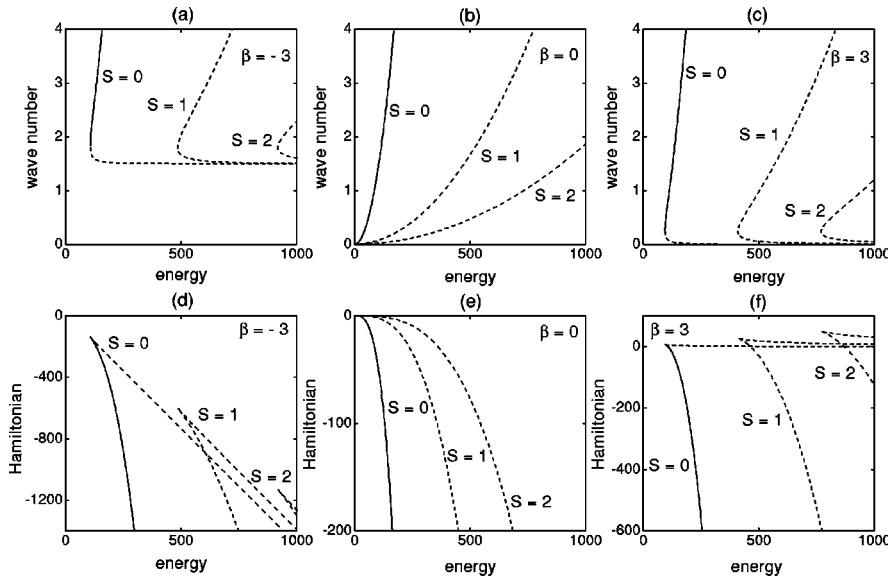 (a)
wave number
4
3
2
1
0
0
500
1000
energy
β = - 3
S = 0
S = 1
S = 2
(b)
4
3
2
1
0
0
500
1000
energy
β = 0
S = 0
S = 1
S = 2
(c)
wave number
4
3
2
1
0
0
500
1000
energy
β = 3
S = 0
S = 1
S = 2
(d)
Hamiltonian
0
-400
-800
-1200
0
500
1000
energy
β = - 3
S = 0
S = 1
S = 2
(e)
Hamiltonian
0
-100
-200
0
500
1000
energy
β = 0
S = 0
S = 1
S = 2
(f)
Hamiltonian
0
-200
-400
-600
0
500
1000
energy
β = 3
S = 0
S = 1
S = 2